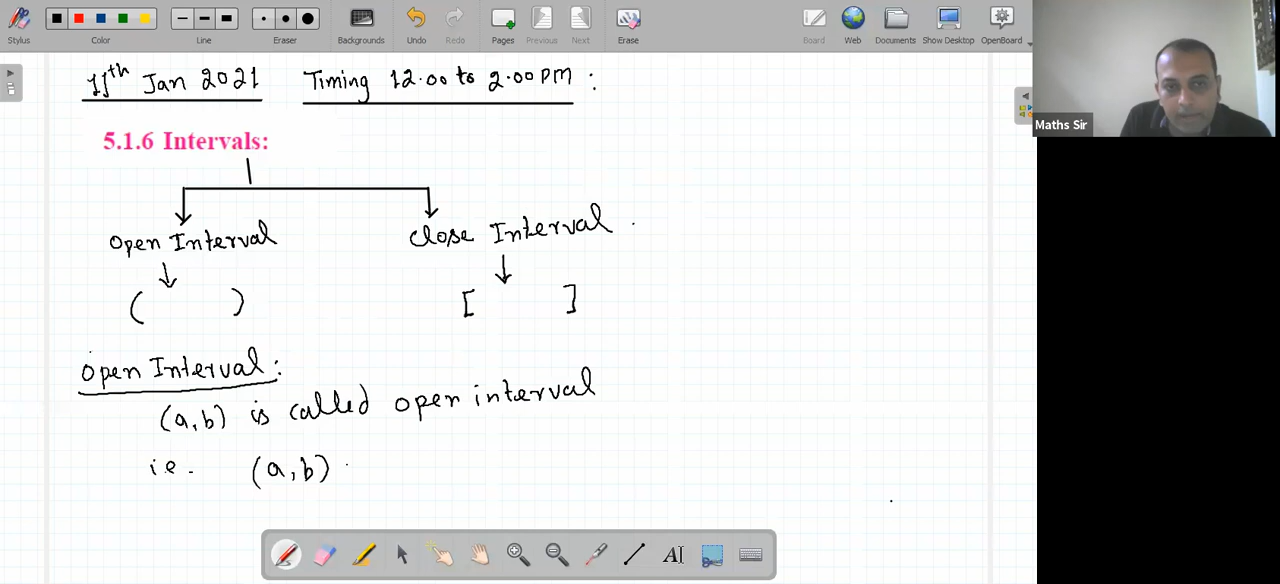 Stylus
Color
Line
Eraser
Backgrounds
Undo
Redo
Pages
Previous
Next
Erase
Board
Web
Documents
Show Desktop
OpenBoard
11th Jan 2021 Timing 12.00 to 2.00 PM :
Maths Sir
5.1.6 Intervals:
Open Interval Close Interval
( ) [ ]
Open Interval:
(a,b) is called open interval
i.e. (a,b)
AI